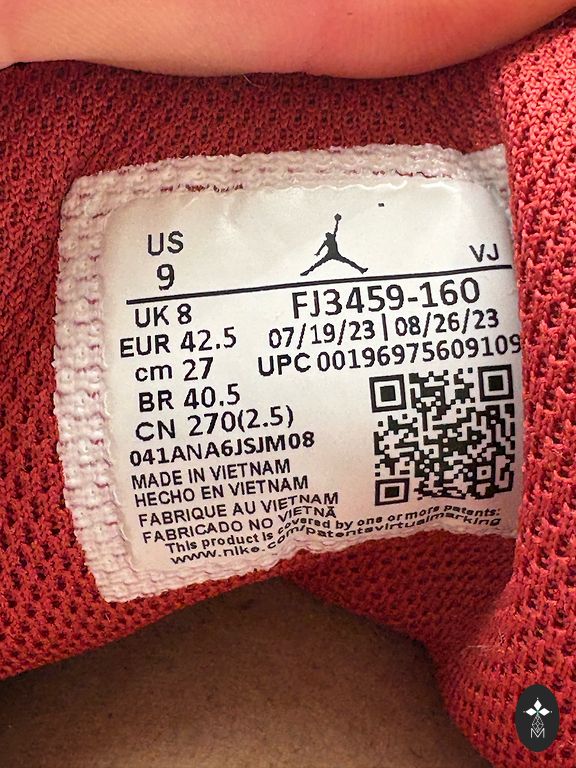 US
9
VJ
UK 8
EUR 42.5
cm 27
BR 40.5
CN 270(2.5)
FJ3459-160
07/19/23|08/26/23
UPC 00196975609109
041ANA6JSJM08
MADE IN VIETNAM
HECHO EN VIETNAM
FABRIQUE AU VIETNAM
FABRICADO NO VIETNÃ
This product is covered by one or more patents:
www.nike.com/patentsvirtualmarking
M